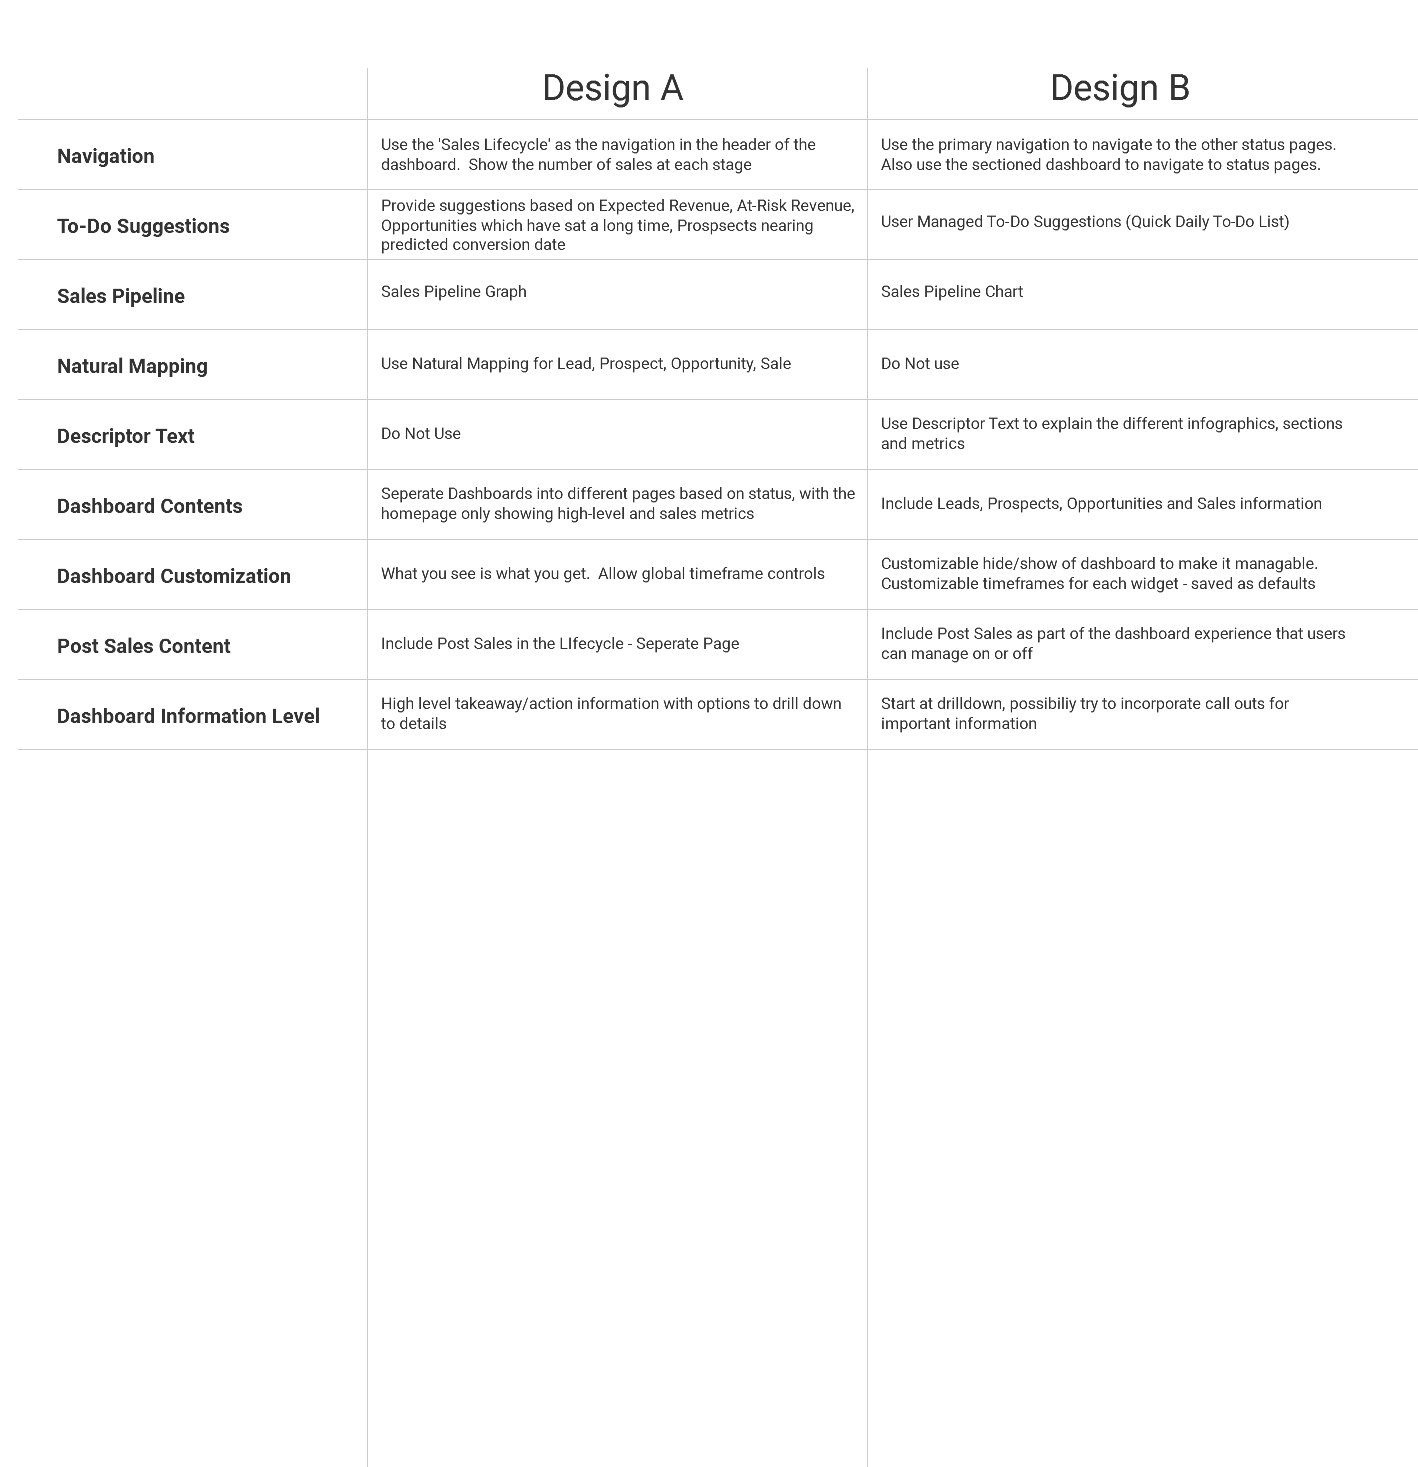 Design A
Design B
Navigation
Use the 'Sales Lifecycle' as the navigation in the header of the
dashboard.  Show the number of sales at each stage
Use the primary navigation to navigate to the other status pages.
Also use the sectioned dashboard to navigate to status pages.
To-Do Suggestions
Provide suggestions based on Expected Revenue, At-Risk Revenue,
Opportunities which have sat a long time, Prospsects nearing
predicted conversion date
User Managed To-Do Suggestions (Quick Daily To-Do List)
Sales Pipeline
Sales Pipeline Graph
Sales Pipeline Chart
Natural Mapping
Use Natural Mapping for Lead, Prospect, Opportunity, Sale
Do Not use
Descriptor Text
Do Not Use
Use Descriptor Text to explain the different infographics, sections
and metrics
Dashboard Contents
Seperate Dashboards into different pages based on status, with the
homepage only showing high-level and sales metrics
Include Leads, Prospects, Opportunities and Sales information
Dashboard Customization
What you see is what you get.  Allow global timeframe controls
Customizable hide/show of dashboard to make it managable.
Customizable timeframes for each widget - saved as defaults
Post Sales Content
Include Post Sales in the LIfecycle - Seperate Page
Include Post Sales as part of the dashboard experience that users
can manage on or off
Dashboard Information Level
High level takeaway/action information with options to drill down
to details
Start at drilldown, possibiliy try to incorporate call outs for
important information